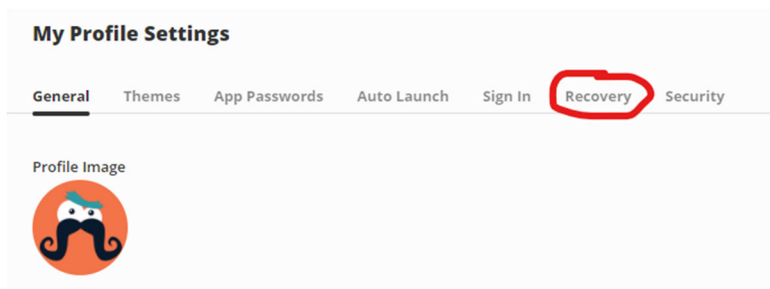 My Profile Settings
General Themes App Passwords Auto Launch Sign In Recovery Security
Profile Image